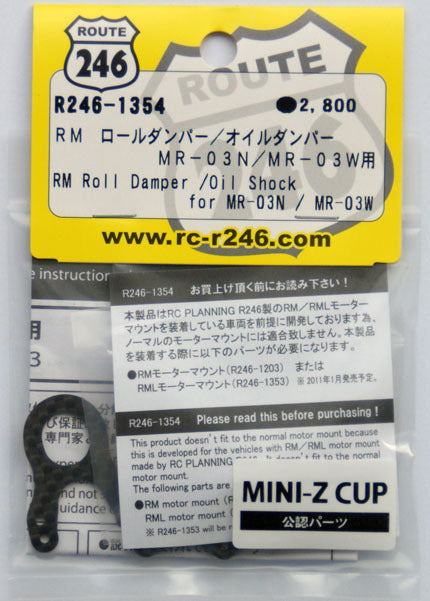 ROUTE
246
ROUTE
246
R246-1354 ●2,800
RM ロールダンパー/オイルダンパー
MR-03N/MR-03W用
RM Roll Damper /Oil Shock
for MR-03N / MR-03W
www.rc-r246.com
e instruction
R246-1354 お買上げ頂く前にお読み下さい!
本製品はRC PLANNING R246製のRM/RMLモーター
マウントを装着している車両を前提に開発しております為、
ノーマルのモーターマウントには適合致しません。本製品
を装着する際に以下のパーツが必要になります。
●RMモーターマウント(R246-1203) または
RMLモーターマウント(R246-1353) ※2011年1月発売予定。
R246-1354 Please read this before purchasing!
This product doesn't fit to the normal motor mount because
this is developed for the vehicles with RM/RML motor mount
made by RC PLANNING
It doesn't fit
The following parts are
●RM motor mount (R
RML motor mount (
※ R246-1353 will be
MINI-Z CUP
公認パーツ